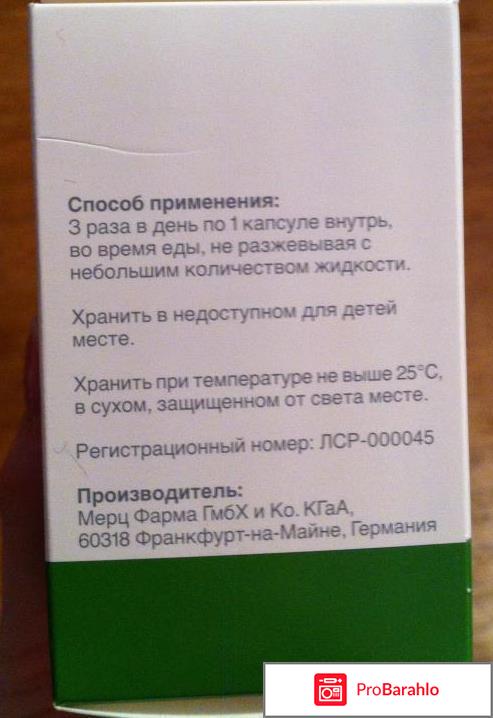 Способ применения:
3 раза в день по 1 капсуле внутрь,
во время еды, не разжевывая с
небольшим количеством жидкости.
Хранить в недоступном для детей
месте.
Хранить при температуре не выше 25°С,
в сухом, защищенном от света месте.
Регистрационный номер: ЛСР-000045
Производитель:
Мерц Фарма ГмбХ и Ко. КГаА,
60318 Франкфурт-на-Майне, Германия
ProBarahlo